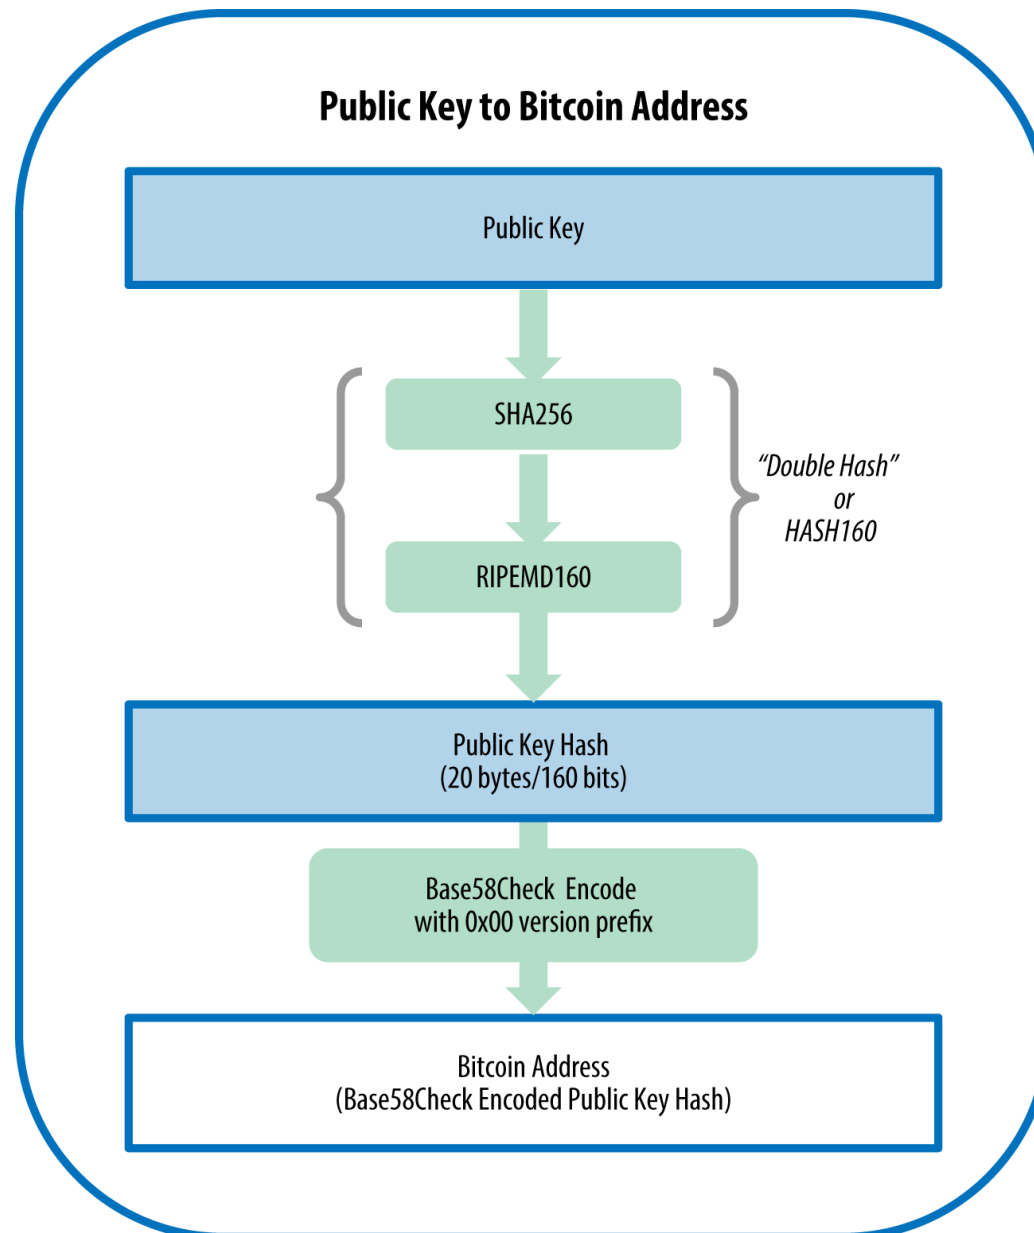 Public Key to Bitcoin Address
Public Key
SHA256
“Double Hash”
or
HASH160
RIPEMD160
Public Key Hash
(20 bytes/160 bits)
Base58Check Encode
with 0x00 version prefix
Bitcoin Address
(Base58Check Encoded Public Key Hash)